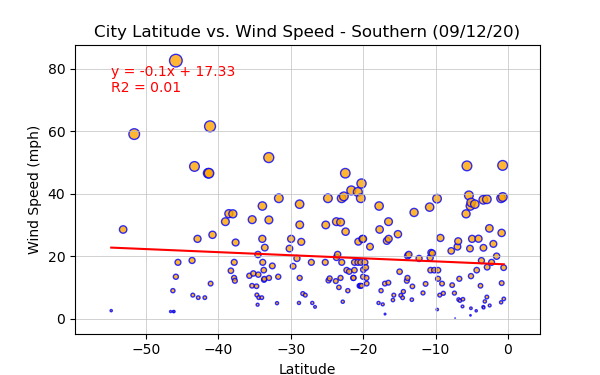 City Latitude vs. Wind Speed - Southern (09/12/20)
y = -0.1x + 17.33
R2 = 0.01
Wind Speed (mph)
80
60
40
20
0
−50
−40
−30
−20
−10
0
Latitude